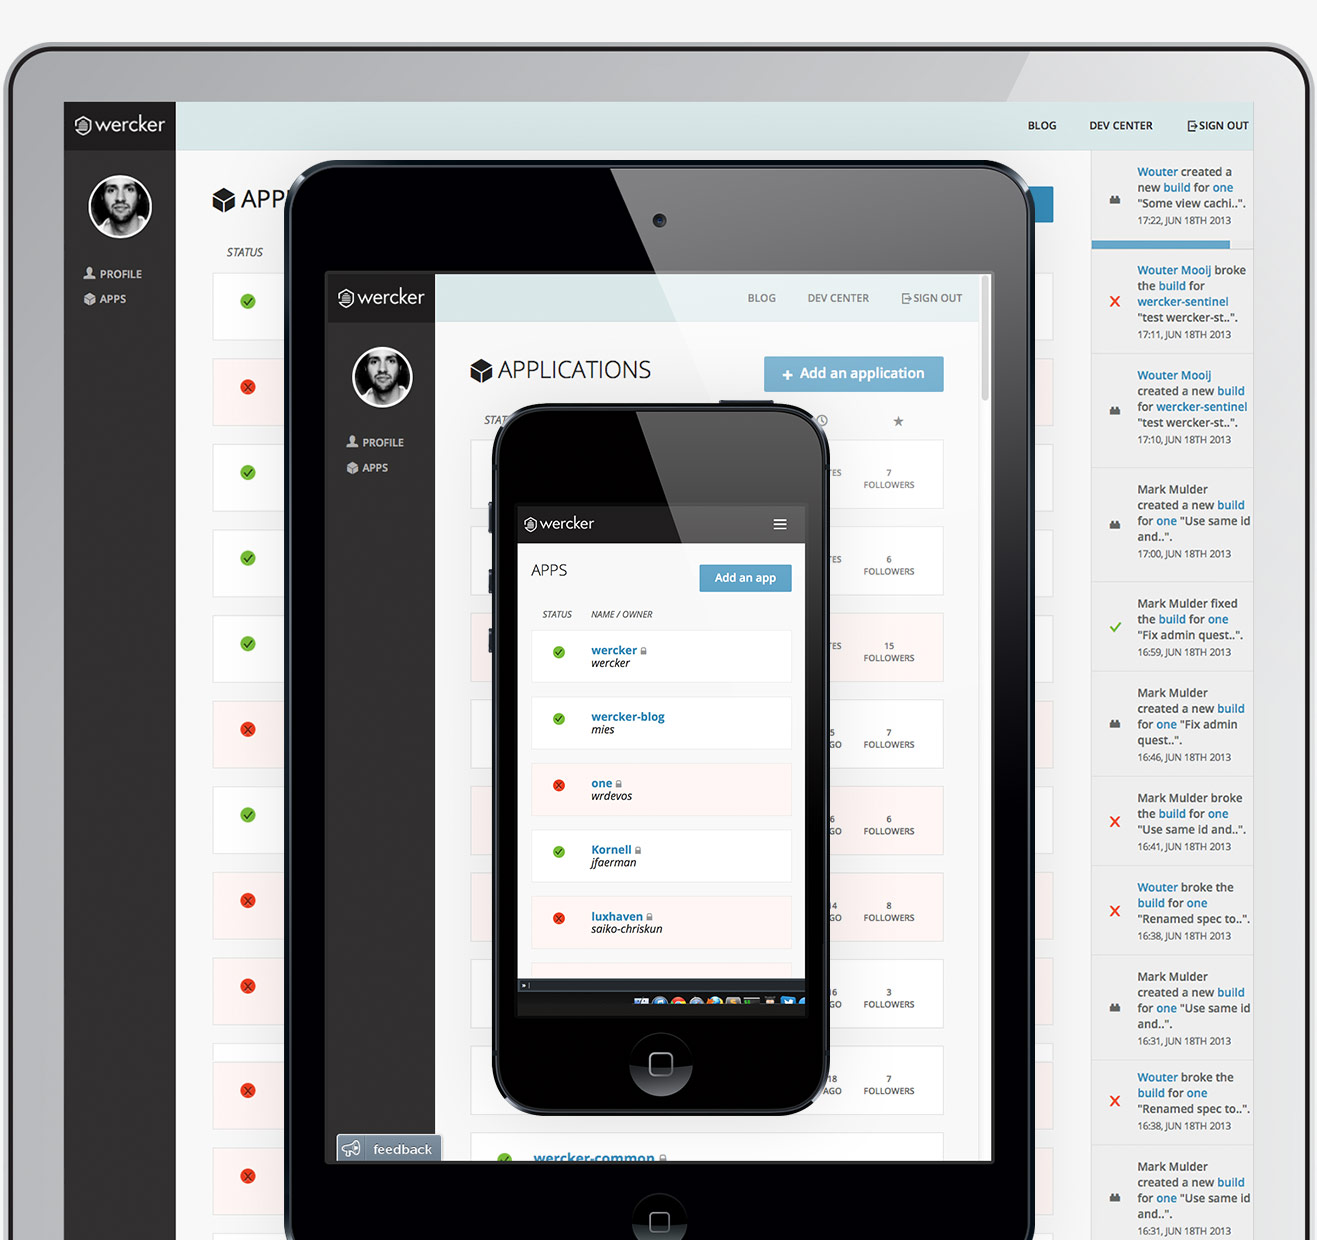 wercker
BLOG
DEV CENTER
SIGN OUT
PROFILE
APPS
STATUS
wercker
BLOG
DEV CENTER
SIGN OUT
PROFILE
APPS
APPLICATIONS
+ Add an application
7
FOLLOWERS
6
FOLLOWERS
15
FOLLOWERS
7
FOLLOWERS
6
FOLLOWERS
8
FOLLOWERS
3
FOLLOWERS
18
AGO
7
FOLLOWERS
wercker-common
feedback
wercker
APPS
Add an app
STATUS
NAME / OWNER
wercker
wercker
wercker-blog
mies
one
wrdevos
Kornell
jfaerman
luxhaven
saiko-chriskun
Wouter created a
new build for one
"Some view cachi..".
17:22, JUN 18TH 2013
Wouter Mooij broke
the build for
wercker-sentinel
"test wercker-st..".
17:11, JUN 18TH 2013
Wouter Mooij
created a new build
for wercker-sentinel
"test wercker-st..".
17:10, JUN 18TH 2013
Mark Mulder
created a new build
for one "Use same id
and..".
17:00, JUN 18TH 2013
Mark Mulder fixed
the build for one
"Fix admin quest..".
16:59, JUN 18TH 2013
Mark Mulder
created a new build
for one "Fix admin
quest..".
16:46, JUN 18TH 2013
Mark Mulder broke
the build for one
"Use same id and..".
16:41, JUN 18TH 2013
Wouter broke the
build for one
"Renamed spec to..".
16:38, JUN 18TH 2013
Mark Mulder
created a new build
for one "Use same id
and..".
16:31, JUN 18TH 2013
Wouter broke the
build for one
"Renamed spec to..".
16:38, JUN 18TH 2013
Mark Mulder
created a new build
for one "Use same id
and..".
16:31, JUN 18TH 2013